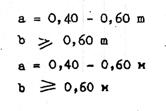 a = 0,40 - 0,60 m
b ⩾ 0,60 m
a = 0,40 - 0,60 м
b ≥ 0,60 м